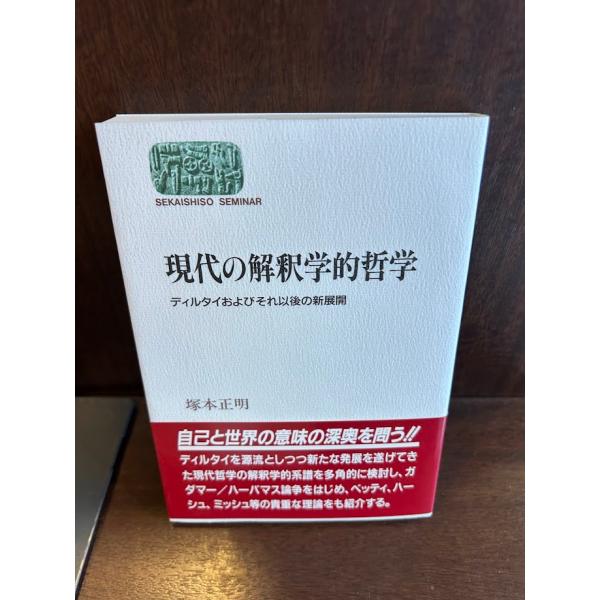 SEKAISHISO SEMINAR
現代の解釈学的哲学
ディルタイおよびそれ以後の新展開
塚本正明
自己と世界の意味の深奥を問う!!
ディルタイを源流としつつ新たな発展を遂げてき
た現代哲学の解釈学的系譜を多角的に検討し、ガ
ダマー/ハーバマス論争をはじめ、ベッティ、ハー
シュ、ミッシュ等の貴重な理論をも紹介する。